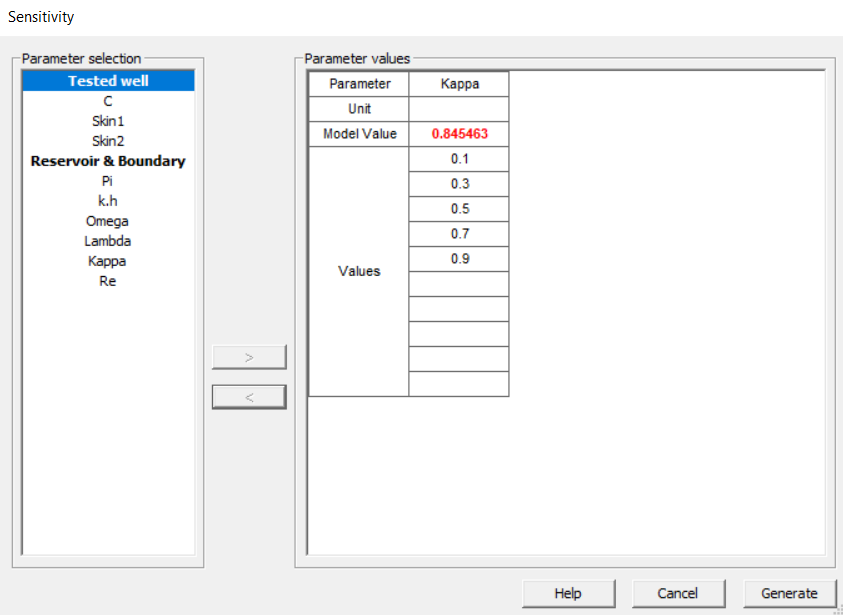 Sensitivity
Parameter selection
Tested well
C
Skin1
Skin2
Reservoir & Boundary
Pi
k.h
Omega
Lambda
Kappa
Re
>
<
Parameter values
Parameter Kappa
Unit
Model Value 0.845463
Values
0.1
0.3
0.5
0.7
0.9
Help Cancel Generate